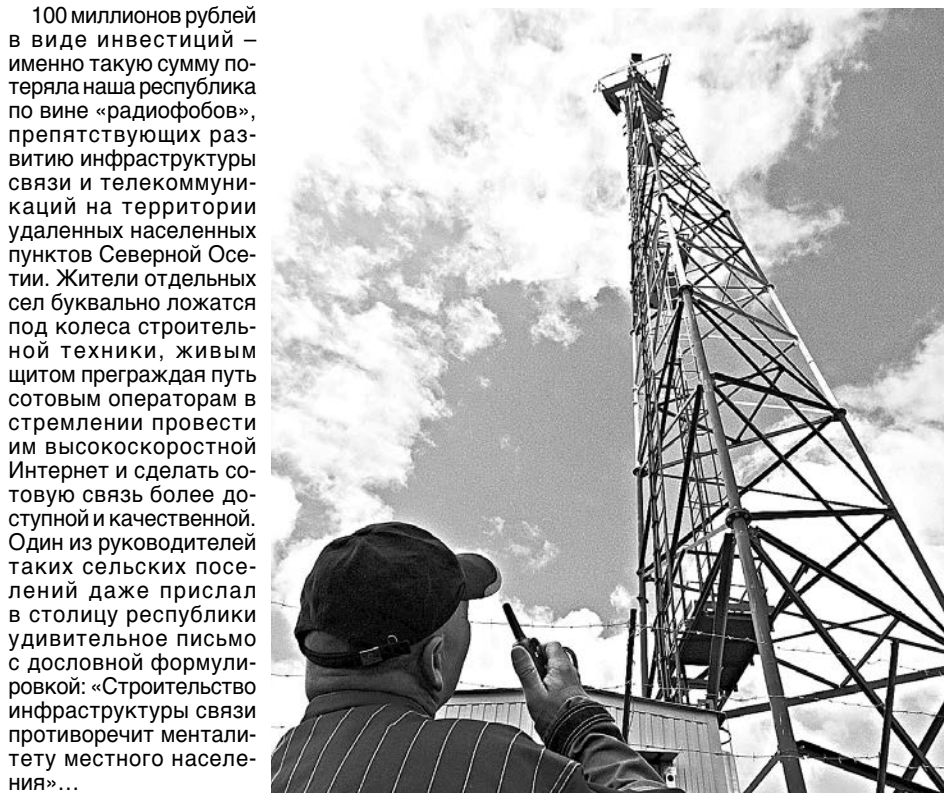 100 миллионов рублей
в виде инвестиций –
именно такую сумму по-
теряла наша республика
по вине «радиофобов»,
препятствующих раз-
витию инфраструктуры
связи и телекоммуни-
каций на территории
удаленных населенных
пунктов Северной Осе-
тии. Жители отдельных
сел буквально ложатся
под колеса строитель-
ной техники, живым
щитом преграждая путь
сотовым операторам в
стремлении провести
им высокоскоростной
Интернет и сделать со-
товую связь более до-
ступной и качественной.
Один из руководителей
таких сельских посе-
лений даже прислал
в столицу республики
удивительное письмо
с дословной формули-
ровкой: «Строительство
инфраструктуры связи
противоречит ментали-
тету местного населе-
ния»…